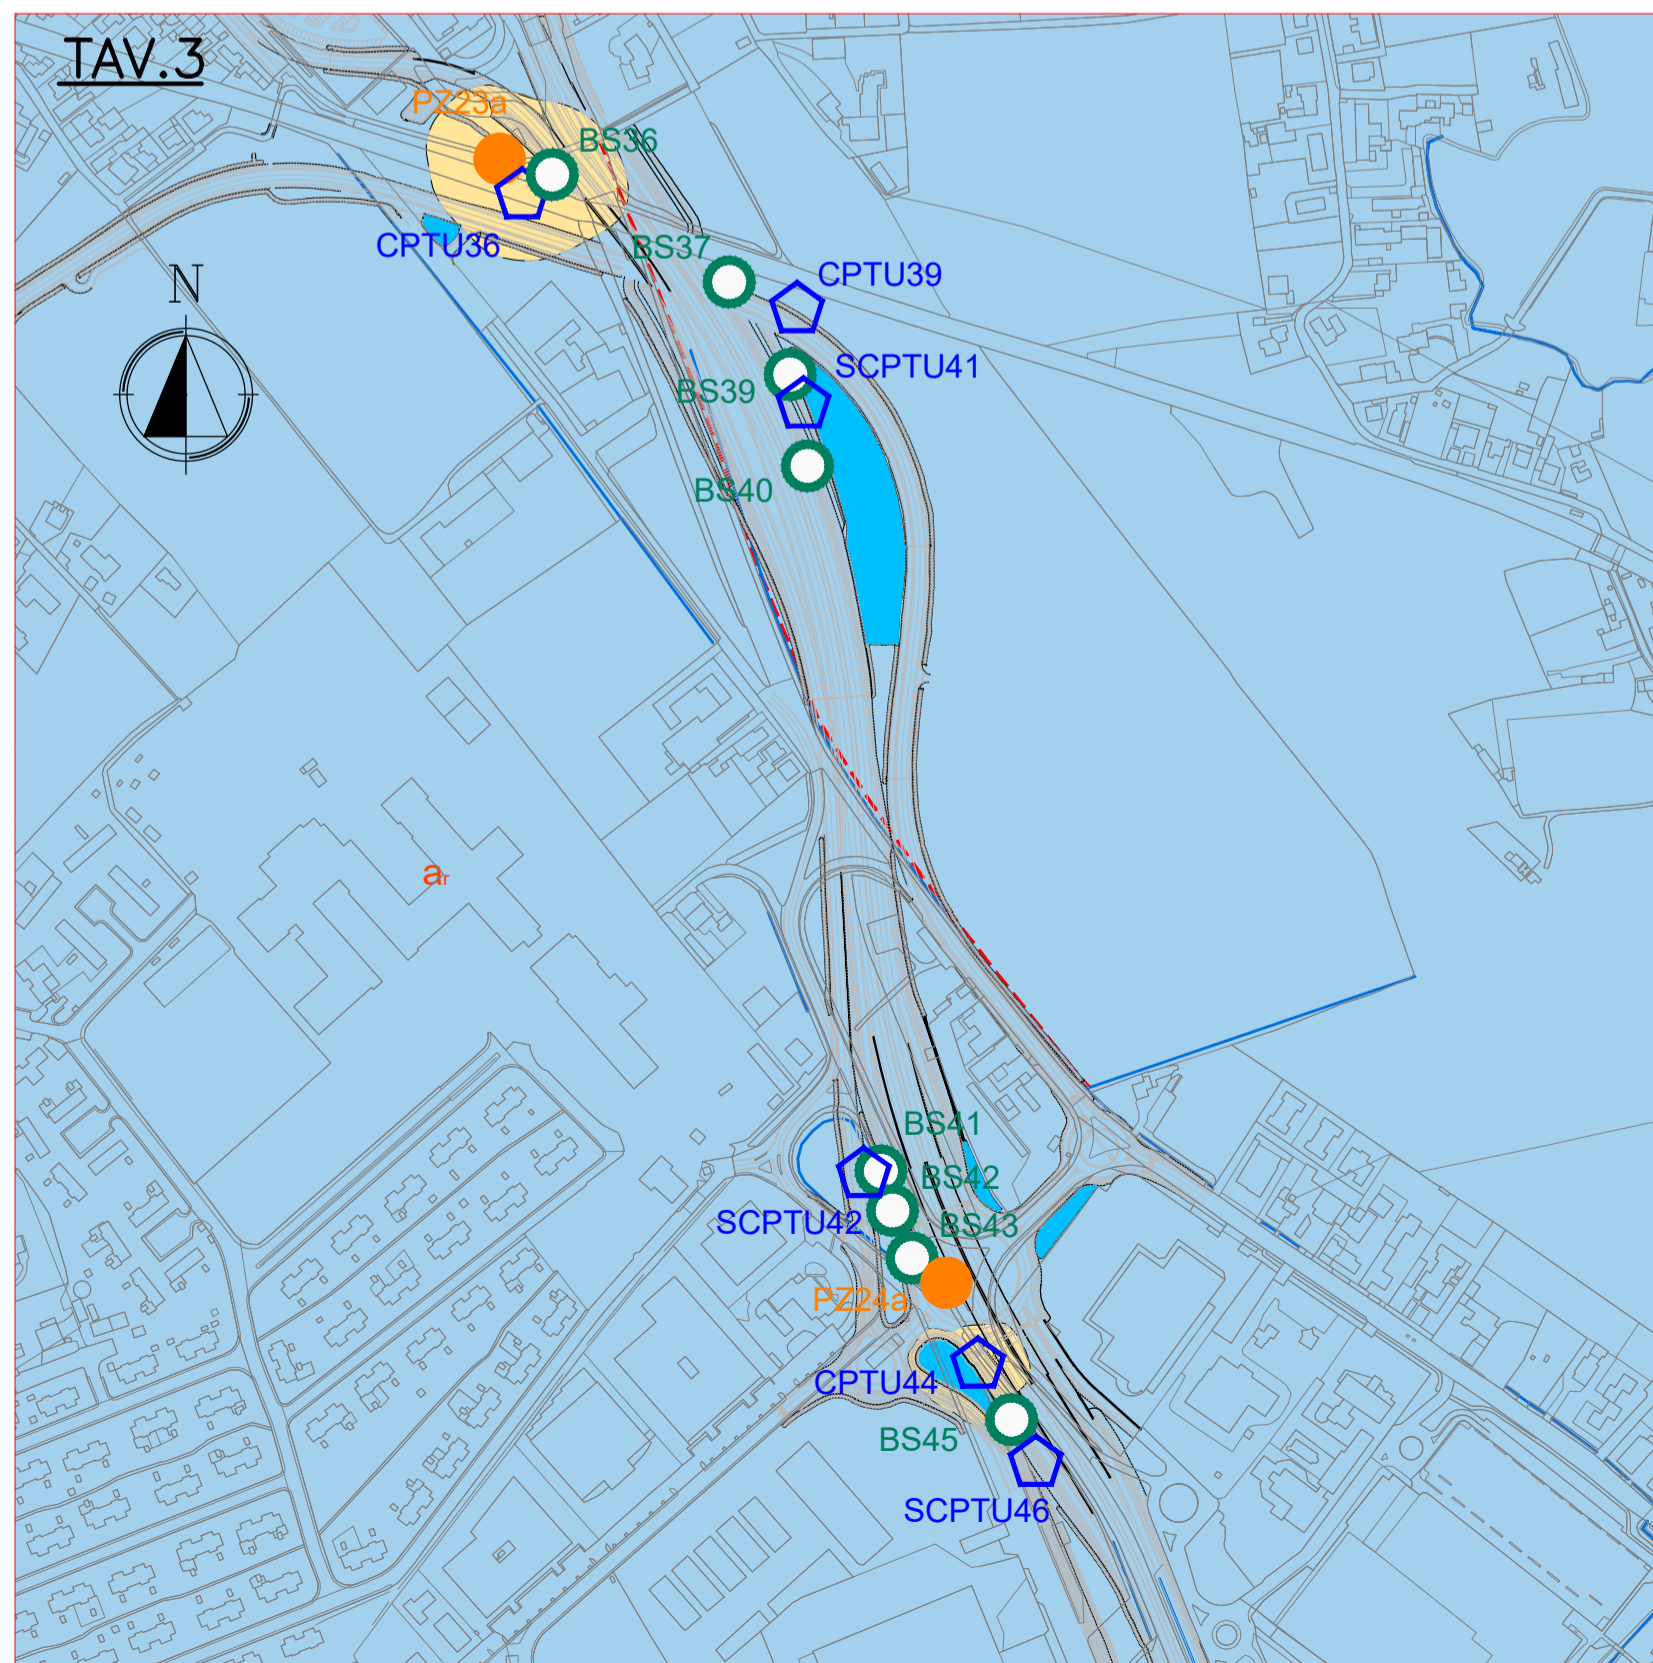 TAV.3
PZ23a
BS36
CPTU36
BS37
N
CPTU39
SCPTU41
BS39
BS40
ar
BS41
BS42
SCPTU42
BS43
PZ24a
CPTU44
BS45
SCPTU46